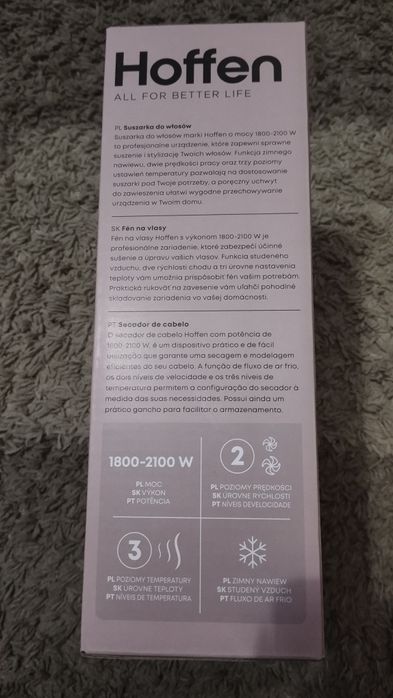 Hoffen
ALL FOR BETTER LIFE
PL Suszarka do włosów
Suszarka do włosów marki Hoffen o mocy 1800-2100 W
to profesjonalne urządzenie, które zapewni sprawne
suszenie i stylizację Twoich włosów. Funkcja zimnego
nawiewu, dwie prędkości pracy oraz trzy poziomy
ustawień temperatury pozwalają na dostosowanie
suszarki pod Twoje potrzeby, a poręczny uchwyt
do zawieszenia ułatwi wygodne przechowywanie
urządzenia w Twoim domu.
SK Fén na vlasy
Fén na vlasy Hoffen s výkonom 1800-2100 W je
profesionálne zariadenie, ktoré zabezpečí účinné
sušenie a úpravu vašich vlasov. Funkcia studeného
vzduchu, dve rýchlosti chodu a tri úrovne nastavenia
teploty vám umožnia prispôsobiť fén vašim potrebám.
Praktická rukoväť na zavesenie vám uľahčí pohodlné
skladovanie zariadenia vo vašej domácnosti.
PT Secador de cabelo
O secador de cabelo Hoffen com potência de
1800-2100 W, é um dispositivo prático e de fácil
utilização que garante uma secagem e modelagem
eficientes do seu cabelo. A função de fluxo de ar frio,
os dois níveis de velocidade e os três níveis de
temperatura permitem a configuração do secador à
medida das suas necessidades. Possui ainda um
prático gancho para facilitar o armazenamento.
1800-2100 W
PL MOC
SK VÝKON
PT POTÊNCIA
2
PL POZIOMY PRĘDKOŚCI
SK ÚROVNE RÝCHLOSTI
PT NÍVEIS DEVELOCIDADE
3
PL POZIOMY TEMPERATURY
SK ÚROVNE TEPLOTY
PT NÍVEIS DE TEMPERATURA
PL ZIMNY NAWIEW
SK STUDENÝ VZDUCH
PT FLUXO DE AR FRIO